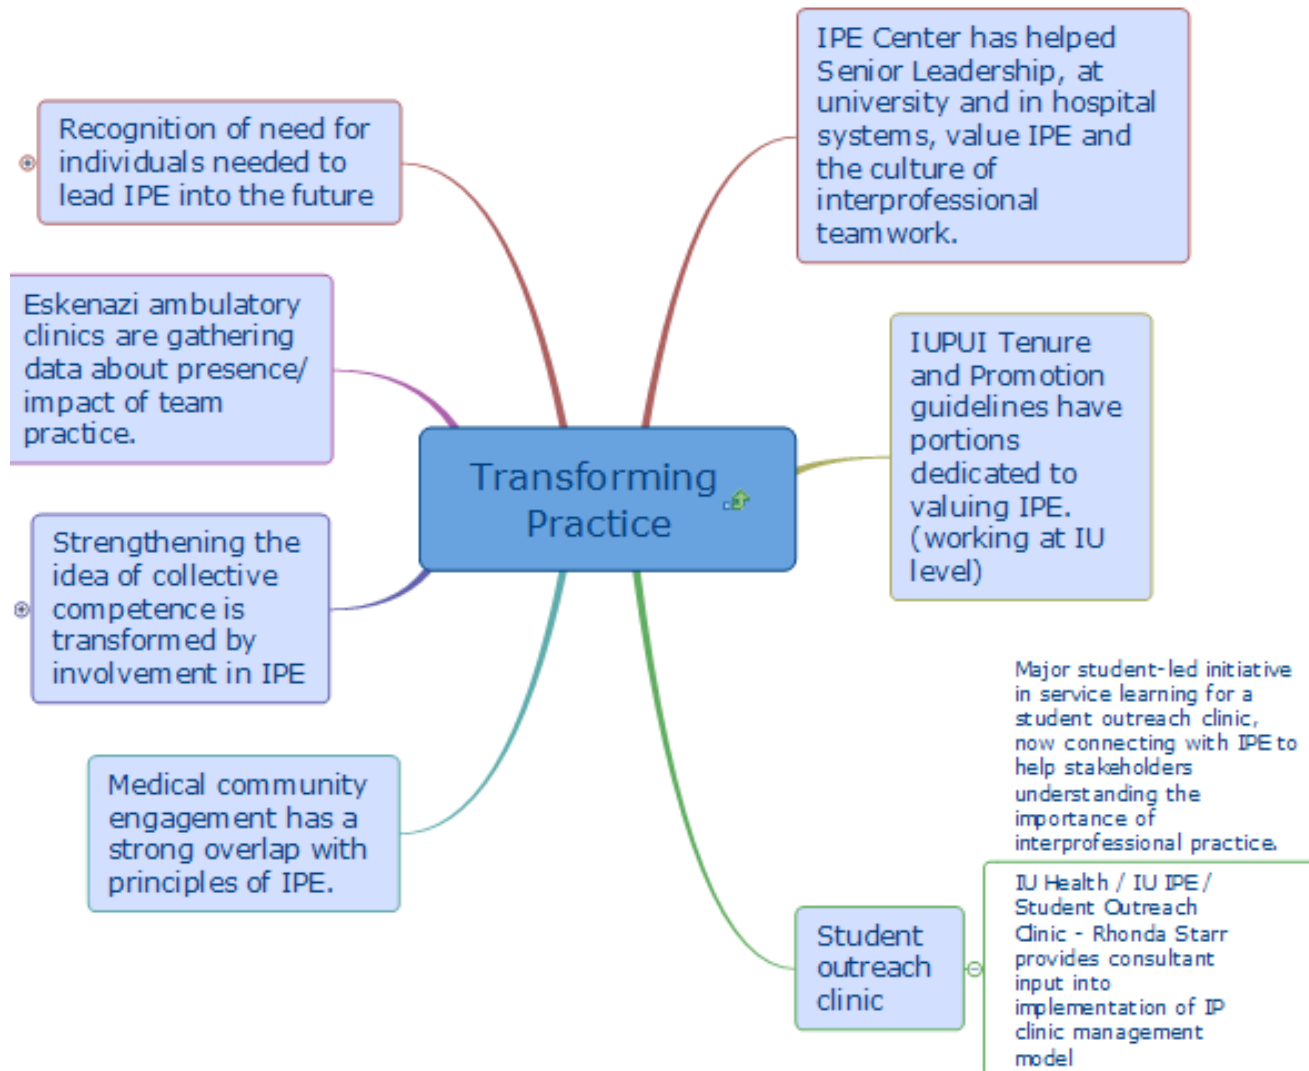 Transforming
Practice
IPE Center has helped
Senior Leadership, at
university and in hospital
systems, value IPE and
the culture of
interprofessional
teamwork.
IUPUI Tenure
and Promotion
guidelines have
portions
dedicated to
valuing IPE.
(working at IU
level)
Student
outreach
clinic
Major student-led initiative
in service learning for a
student outreach clinic,
now connecting with IPE to
help stakeholders
understanding the
importance of
interprofessional practice.
IU Health / IU IPE /
Student Outreach
Clinic - Rhonda Starr
provides consultant
input into
implementation of IP
clinic management
model
Recognition of need for
individuals needed to
lead IPE into the future
Eskenazi ambulatory
clinics are gathering
data about presence/
impact of team
practice.
Strengthening the
idea of collective
competence is
transformed by
involvement in IPE
Medical community
engagement has a
strong overlap with
principles of IPE.